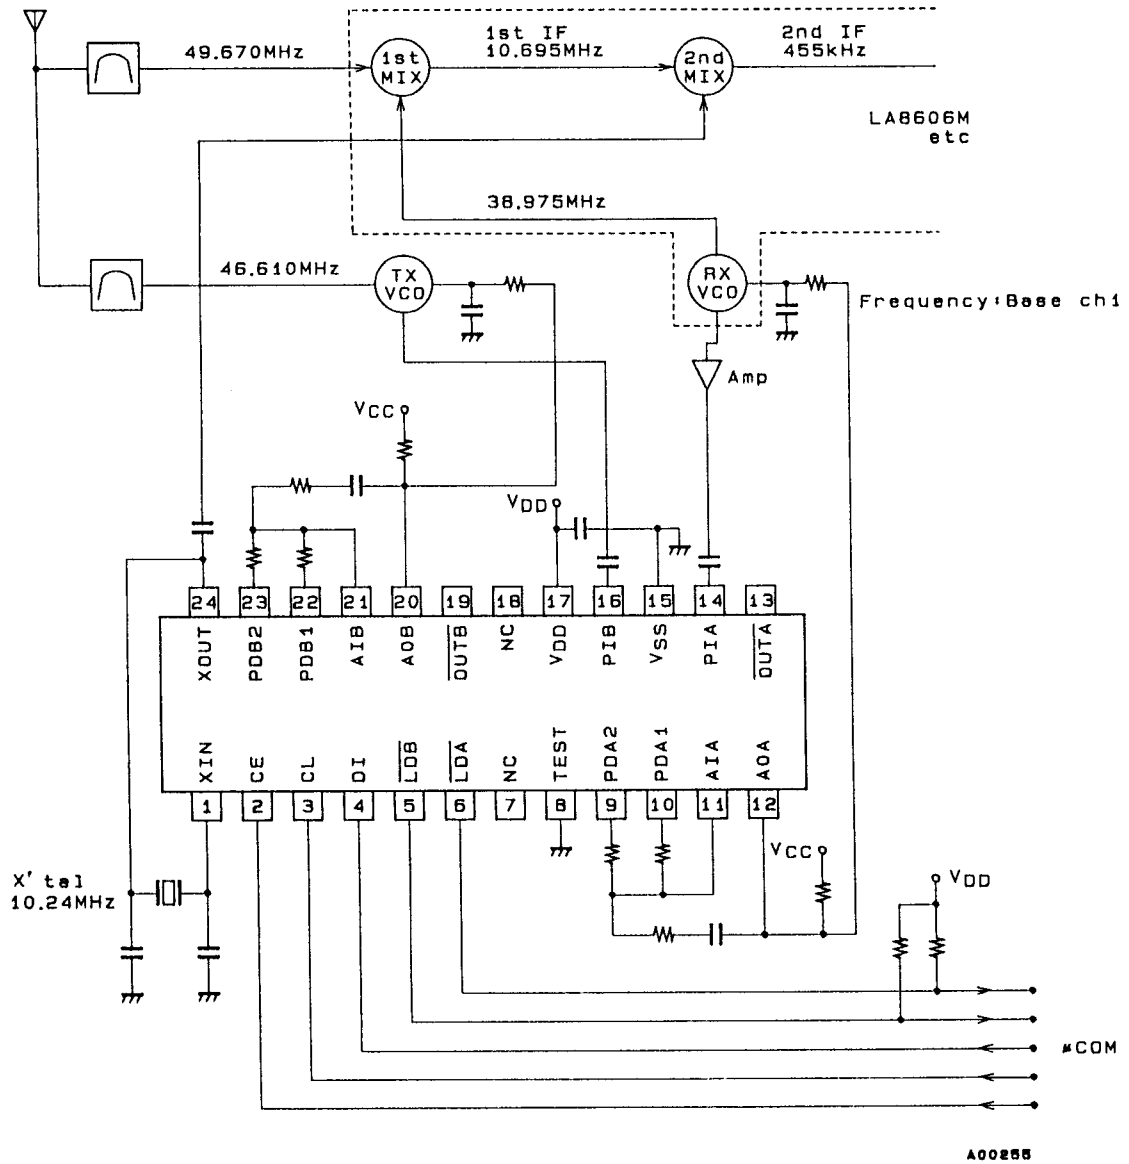 1st IF
2nd IF
49.670MHz
1st
MIX
10.695MHz
2nd
MIX
455kHz
LA8606M
etc
38.975MHz
46.610MHz
TX
VCO
RX
VCO
Frequency:Base ch1
Amp
VCC
VDD
24 23 22 21 20 19 18 17 16 15 14 13
XOUT PDB2 PDB1 AIB AOB OUTB NC VDD PIB VSS PIA OUTA
XIN CE CL DI LDB LDA NC TEST PDA2 PDA1 AIA AOA
1 2 3 4 5 6 7 8 9 10 11 12
VCC
VDD
X'tal
10.24MHz
μCOM
A00255